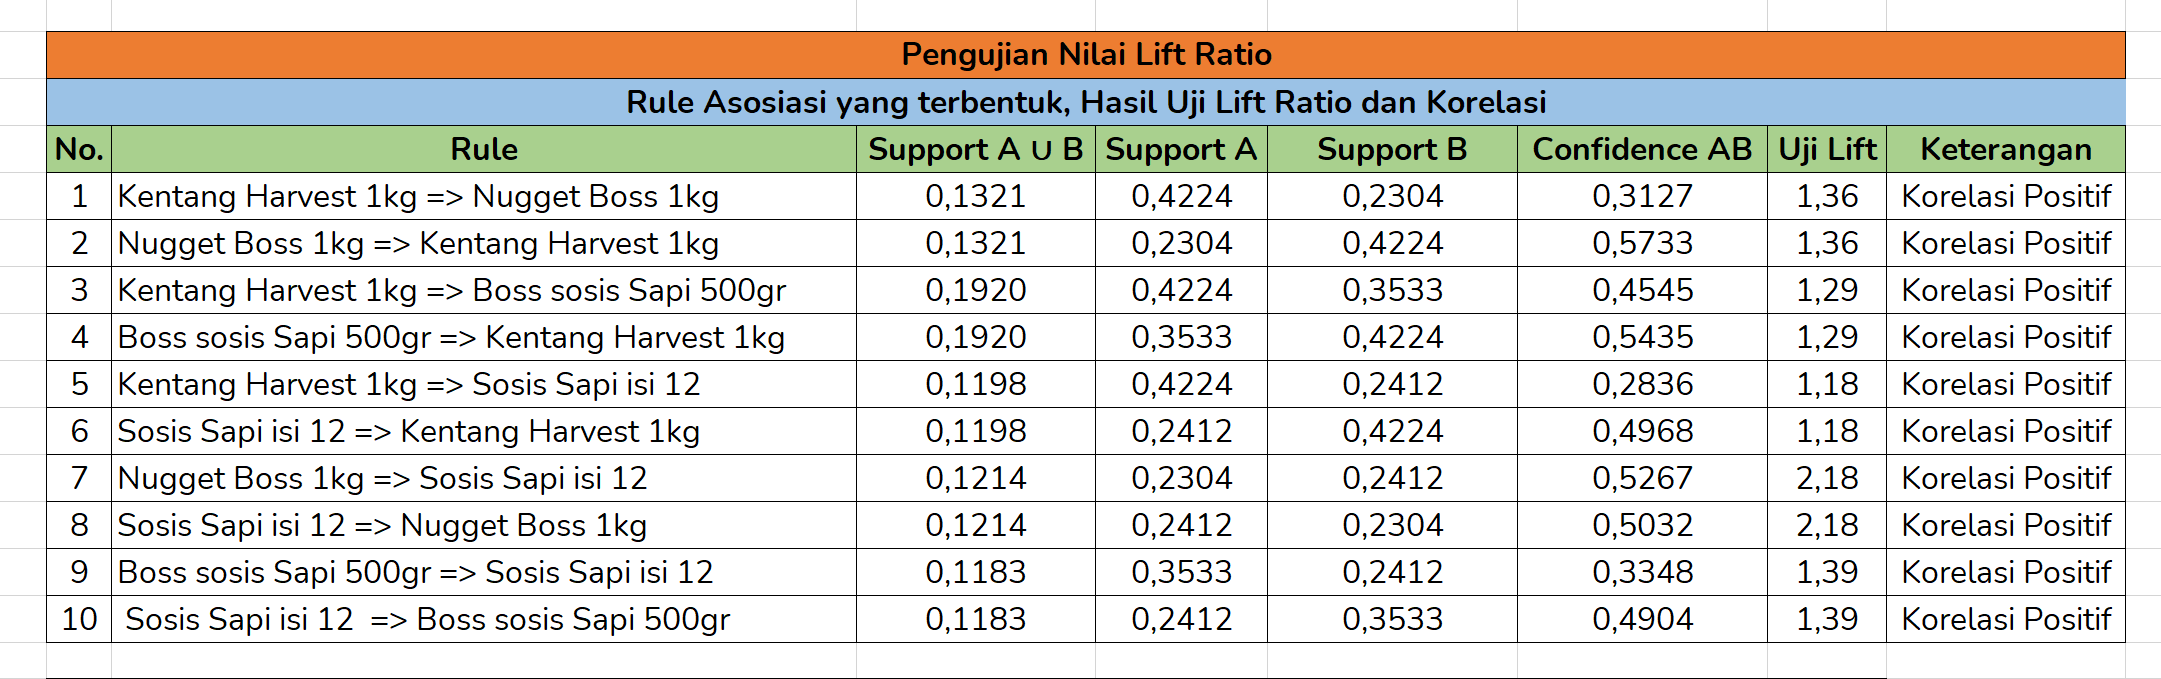 Pengujian Nilai Lift Ratio
Rule Asosiasi yang terbentuk, Hasil Uji Lift Ratio dan Korelasi
No. Rule Support A ∪ B Support A Support B Confidence AB Uji Lift Keterangan
1 Kentang Harvest 1kg => Nugget Boss 1kg 0,1321 0,4224 0,2304 0,3127 1,36 Korelasi Positif
2 Nugget Boss 1kg => Kentang Harvest 1kg 0,1321 0,2304 0,4224 0,5733 1,36 Korelasi Positif
3 Kentang Harvest 1kg => Boss sosis Sapi 500gr 0,1920 0,4224 0,3533 0,4545 1,29 Korelasi Positif
4 Boss sosis Sapi 500gr => Kentang Harvest 1kg 0,1920 0,3533 0,4224 0,5435 1,29 Korelasi Positif
5 Kentang Harvest 1kg => Sosis Sapi isi 12 0,1198 0,4224 0,2412 0,2836 1,18 Korelasi Positif
6 Sosis Sapi isi 12 => Kentang Harvest 1kg 0,1198 0,2412 0,4224 0,4968 1,18 Korelasi Positif
7 Nugget Boss 1kg => Sosis Sapi isi 12 0,1214 0,2304 0,2412 0,5267 2,18 Korelasi Positif
8 Sosis Sapi isi 12 => Nugget Boss 1kg 0,1214 0,2412 0,2304 0,5032 2,18 Korelasi Positif
9 Boss sosis Sapi 500gr => Sosis Sapi isi 12 0,1183 0,3533 0,2412 0,3348 1,39 Korelasi Positif
10 Sosis Sapi isi 12 => Boss sosis Sapi 500gr 0,1183 0,2412 0,3533 0,4904 1,39 Korelasi Positif